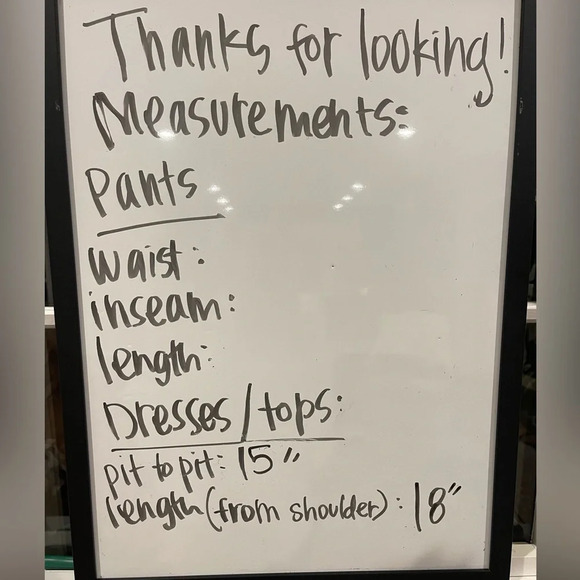 Thanks for looking!
Measurements:
Pants
waist:
inseam:
length:
Dresses/tops:
pit to pit: 15"
length (from shoulder): 18"